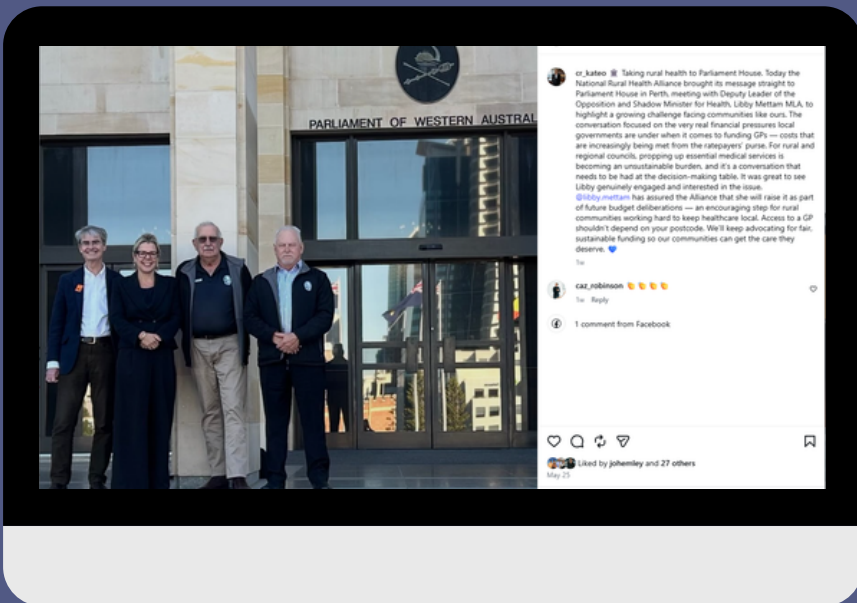 PARLIAMENT OF WESTERN AUSTRAL
cr_kateo 🏛 Taking rural health to Parliament House. Today the
National Rural Health Alliance brought its message straight to
Parliament House in Perth, meeting with Deputy Leader of the
Opposition and Shadow Minister for Health, Libby Mettam MLA, to
highlight a growing challenge facing communities like ours. The
conversation focused on the very real financial pressures local
governments are under when it comes to funding GPs — costs that
are increasingly being met from the ratepayers' purse. For rural and
regional councils, propping up essential medical services is
becoming an unsustainable burden, and it's a conversation that
needs to be had at the decision-making table. It was great to see
Libby genuinely engaged and interested in the issue.
@libby.mettam has assured the Alliance that she will raise it as part
of future budget deliberations — an encouraging step for rural
communities working hard to keep healthcare local. Access to a GP
shouldn't depend on your postcode. We'll keep advocating for fair,
sustainable funding so our communities can get the care they
deserve. 💙
1w
caz_robinson 👏👏👏👏
1w Reply
1 comment from Facebook
Liked by johemley and 27 others
May 25